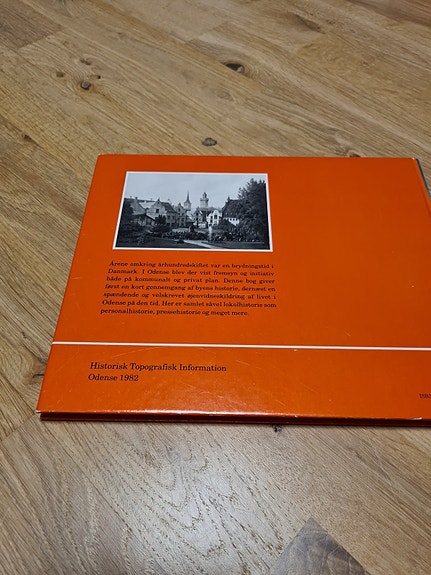 Årene omkring århundredskiftet var en brydningstid i
Danmark. I Odense blev der vist fremsyn og initiativ
både på kommunalt og privat plan. Denne bog giver
først en kort gennemgang af byens historie, dernæst en
spændende og velskrevet øjenvidneskildring af livet i
Odense på den tid. Her er samlet såvel lokalhistorie som
personalhistorie, pressehistorie og meget mere.
Historisk Topografisk Information
Odense 1982